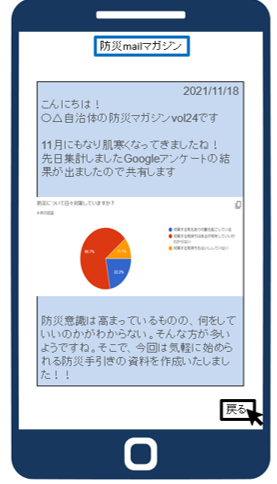 防災mailマガジン
2021/11/18
こんにちは！
〇△自治体の防災マガジンvol24です
11月にもなり肌寒くなってきましたね！
先日集計しましたGoogleアンケートの結
果が出ましたので共有します
防災について日々対策していますか？
防災意識は高まっているものの、何をして
いいのかがわからない。そんな方が多い
ようですね。そこで、今回は気軽に始めら
れる防災手引きの資料を作成いたしまし
た！！
戻る